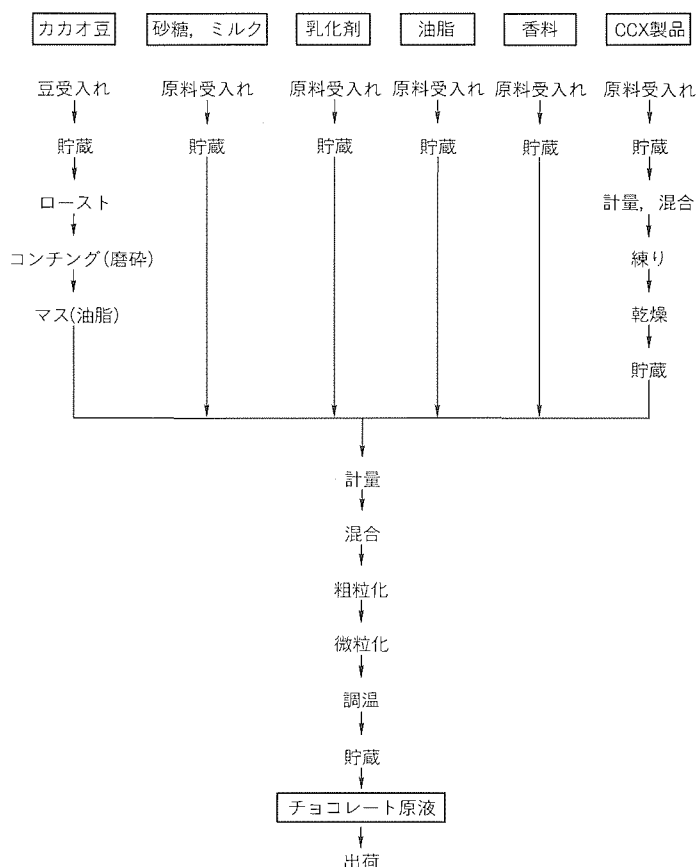 カカオ豆 砂糖,ミルク 乳化剤 油脂 香料 CCX製品
豆受入れ 原料受入れ 原料受入れ 原料受入れ 原料受入れ 原料受入れ
貯蔵 貯蔵 貯蔵 貯蔵 貯蔵 貯蔵
ロースト 計量,混合
コンチング(磨砕) 練り
マス(油脂) 乾燥
貯蔵
計量
混合
粗粒化
微粒化
調温
貯蔵
チョコレート原液
出荷